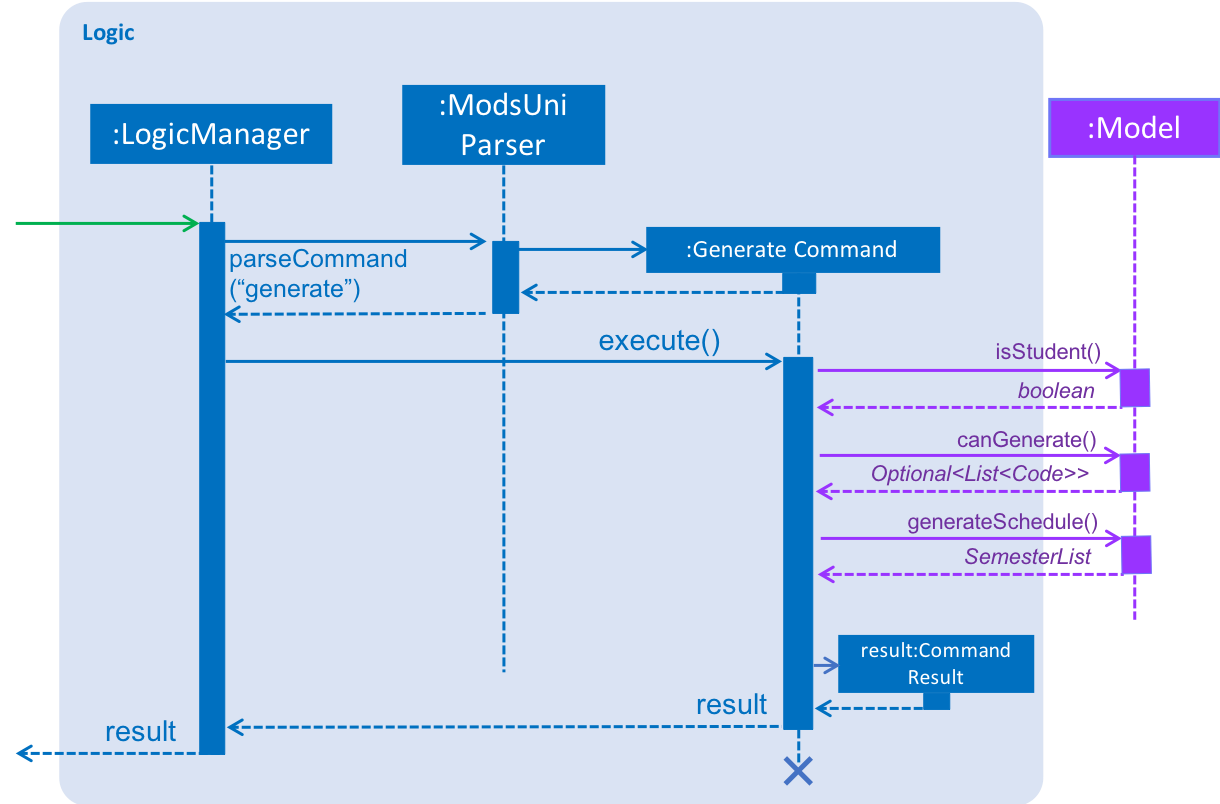 Logic
:LogicManager
:ModsUni
Parser
:Model
:Generate Command
parseCommand
(“generate”)
execute()
isStudent()
boolean
canGenerate()
Optional<List<Code>>
generateSchedule()
SemesterList
result:Command
Result
result
result